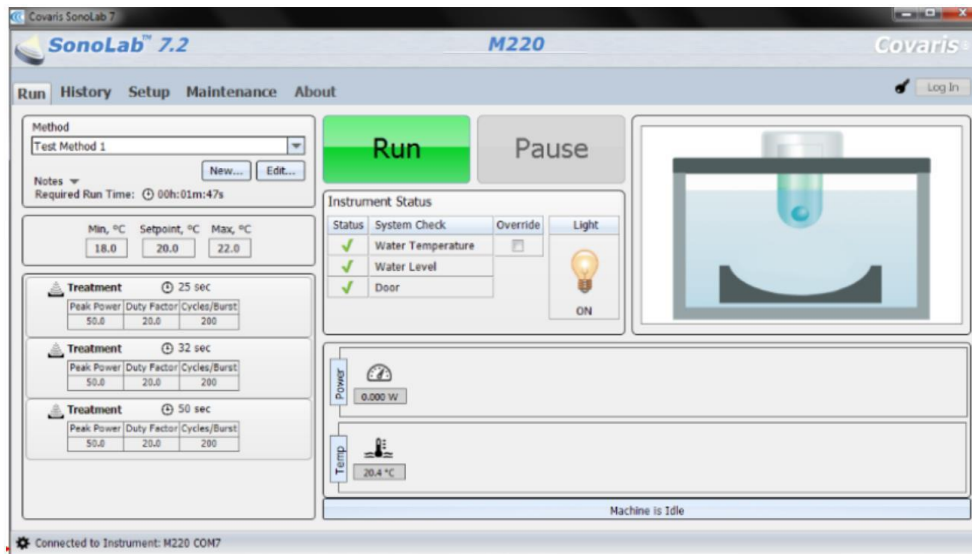 Covaris SonoLab 7
SonoLab™ 7.2
M220
Covaris®
Run History Setup Maintenance About
Log In
Method
Test Method 1
New... Edit...
Notes
Required Run Time: 00h:01m:47s
Min, ºC Setpoint, ºC Max, ºC
18.0 20.0 22.0
Treatment 25 sec
Peak Power Duty Factor Cycles/Burst
50.0 20.0 200
Treatment 32 sec
Peak Power Duty Factor Cycles/Burst
50.0 20.0 200
Treatment 50 sec
Peak Power Duty Factor Cycles/Burst
50.0 20.0 200
Run
Pause
Instrument Status
Status System Check Override Light
Water Temperature
Water Level
Door
ON
Power
0.000 W
Temp
20.4 °C
Machine is Idle
Connected to Instrument: M220 COM7